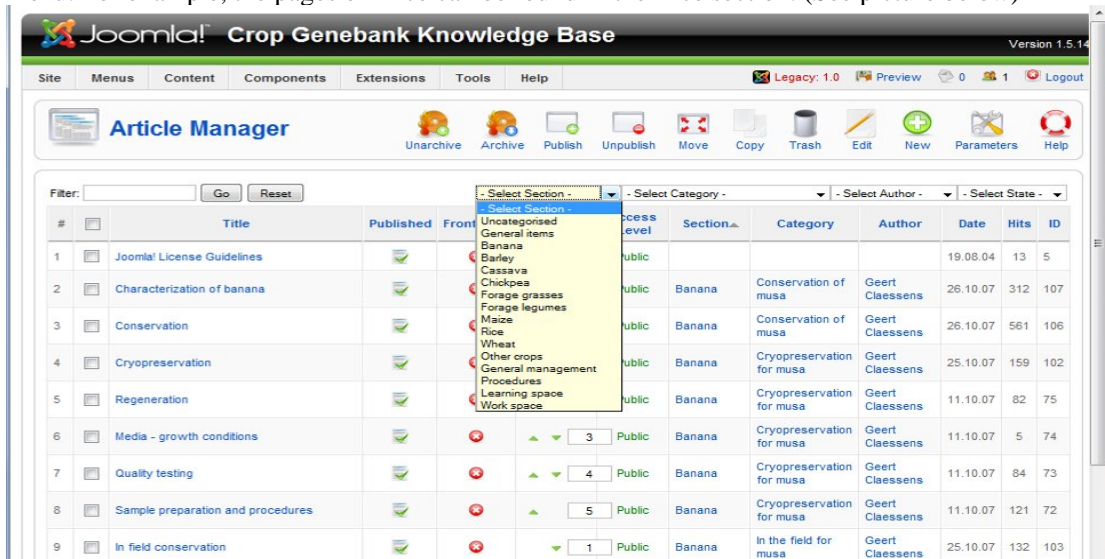 Joomla! Crop Genebank Knowledge Base
Version 1.5.14
Site Menus Content Components Extensions Tools Help Legacy: 1.0 Preview 0 1 Logout
Article Manager
Unarchive Archive Publish Unpublish Move Copy Trash Edit New Parameters Help
Filter: Go Reset - Select Section - - Select Category - - Select Author - - Select State -
- Select Section -
Uncategorised
General items
Banana
Barley
Cassava
Chickpea
Forage grasses
Forage legumes
Maize
Rice
Wheat
Other crops
General management
Procedures
Learning space
Work space
# Title Published Section Category Author Date Hits ID
1 Joomla! License Guidelines 19.08.04 13 5
2 Characterization of banana Banana Conservation of musa Geert Claessens 26.10.07 312 107
3 Conservation Banana Conservation of musa Geert Claessens 26.10.07 561 106
4 Cryopreservation Banana Cryopreservation for musa Geert Claessens 25.10.07 159 102
5 Regeneration Banana Cryopreservation for musa Geert Claessens 11.10.07 82 75
6 Media - growth conditions 3 Public Banana Cryopreservation for musa Geert Claessens 11.10.07 5 74
7 Quality testing 4 Public Banana Cryopreservation for musa Geert Claessens 11.10.07 84 73
8 Sample preparation and procedures 5 Public Banana Cryopreservation for musa Geert Claessens 11.10.07 121 72
9 In field conservation 1 Public Banana In the field for musa Geert Claessens 25.10.07 132 103